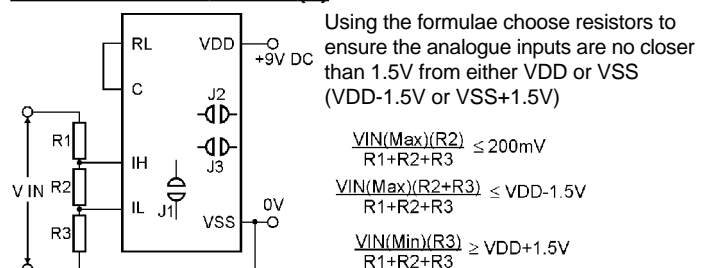 Using the formulae choose resistors to
ensure the analogue inputs are no closer
than 1.5V from either VDD or VSS
(VDD-1.5V or VSS+1.5V)
RL
VDD
+9V DC
C
J2
J3
R1
IH
V IN
R2
IL
J1
0V
VSS
R3
VIN(Max)(R2)
R1+R2+R3
≤ 200mV
VIN(Max)(R2+R3)
R1+R2+R3
≤ VDD-1.5V
VIN(Min)(R3)
R1+R2+R3
≥ VDD+1.5V